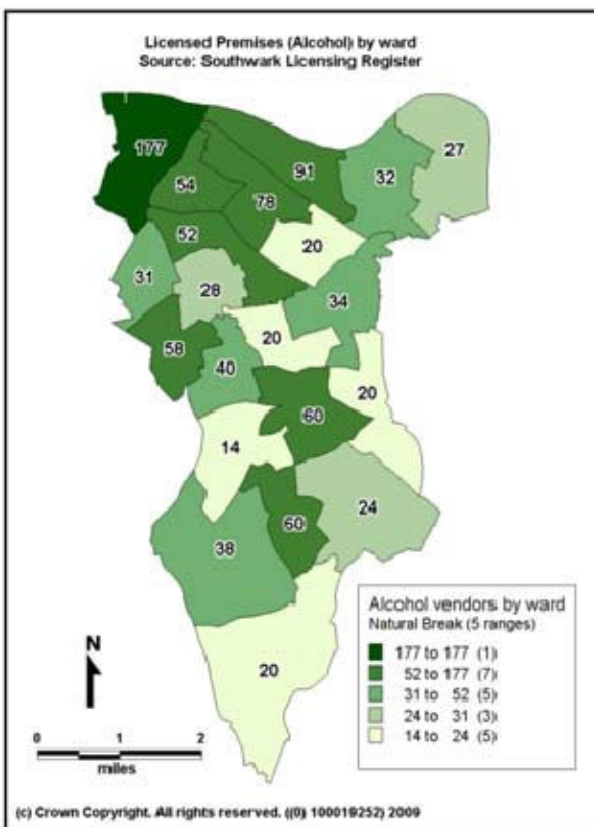 Licensed Premises (Alcohol) by ward
Source: Southwark Licensing Register
177
91
32
27
54
78
52
20
31
28
34
58
40
20
20
60
14
60
24
38
20
Alcohol vendors by ward
Natural Break (5 ranges)
177 to 177 (1)
52 to 177 (7)
31 to 52 (5)
24 to 31 (3)
14 to 24 (5)
N
0 1 2
miles
(c) Crown Copyright. All rights reserved. ((0) 100019252) 2009